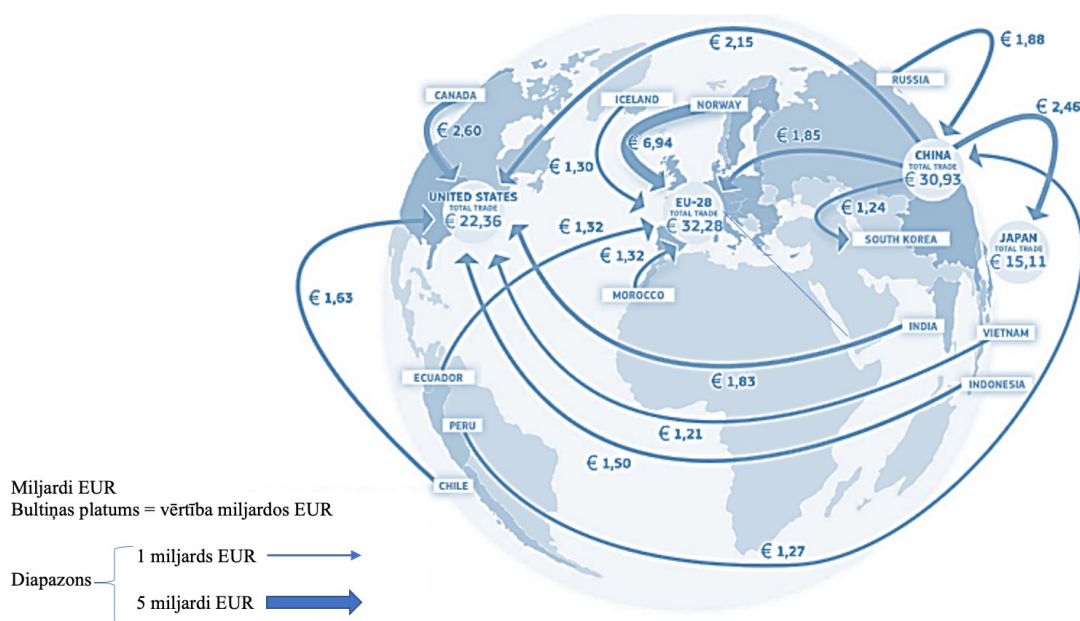 € 2,15
€ 1,88
RUSSIA
CANADA
ICELAND
NORWAY
€ 2,46
€ 2,60
€ 6,94
€ 1,85
CHINA
TOTAL TRADE
€ 30,93
€ 1,30
UNITED STATES
TOTAL TRADE
€ 22,36
EU-28
TOTAL TRADE
€ 32,28
€ 1,24
€ 1,32
SOUTH KOREA
JAPAN
TOTAL TRADE
€ 15,11
€ 1,32
MOROCCO
€ 1,63
INDIA
VIETNAM
ECUADOR
€ 1,83
INDONESIA
PERU
€ 1,21
€ 1,50
CHILE
€ 1,27
Miljardi EUR
Bultiņas platums = vērtība miljardos EUR
Diapazons
1 miljards EUR
5 miljardi EUR